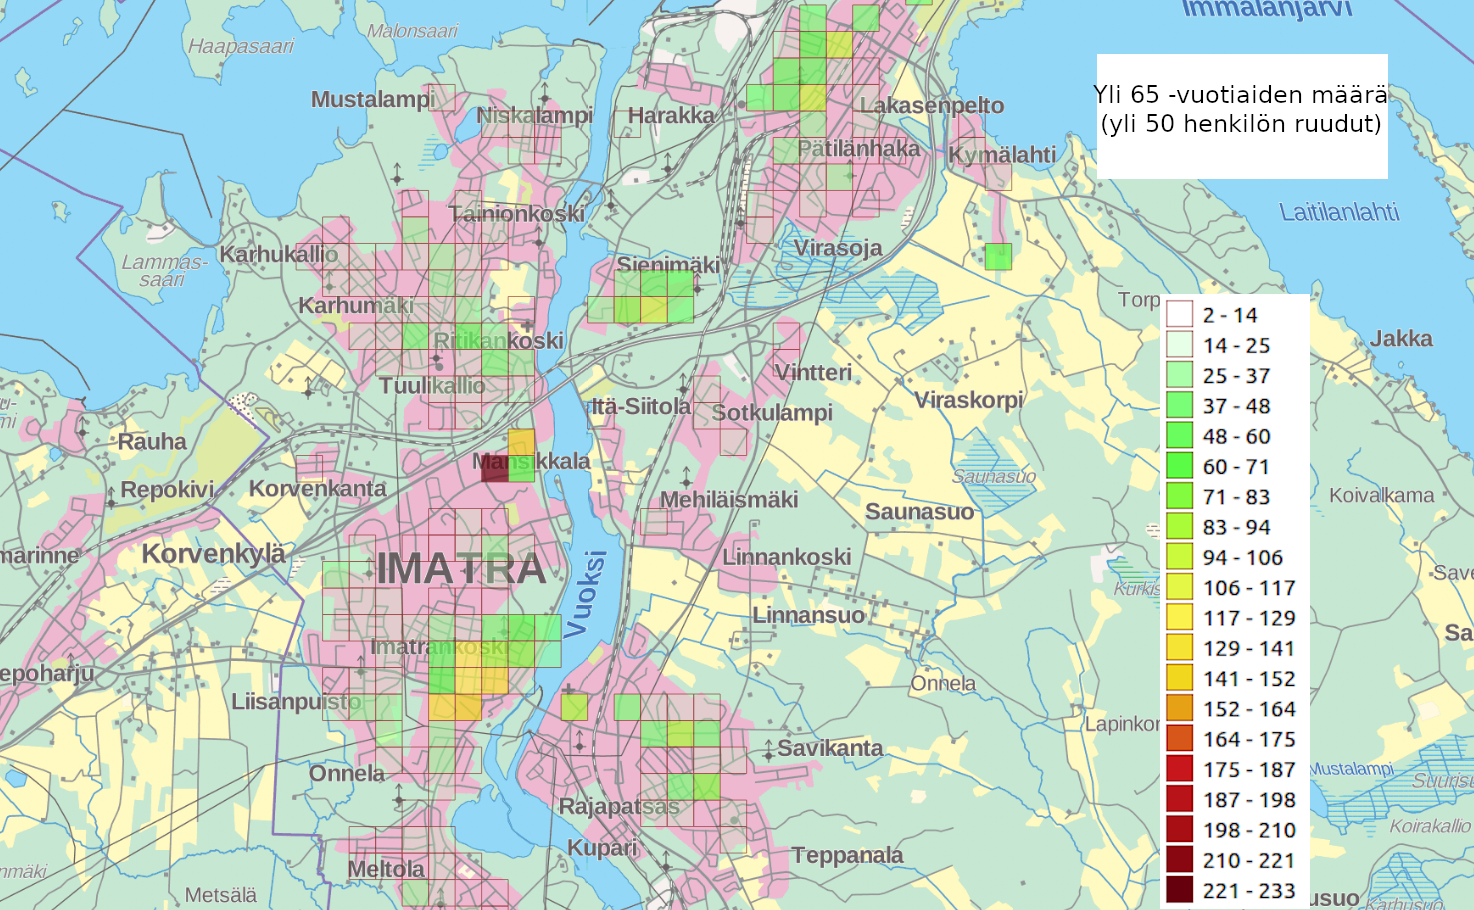 Immalanjärvi
Malonsaari
Haapasaari
Yli 65 -vuotiaiden määrä
(yli 50 henkilön ruudut)
Mustalampi
Niskalampi
Harakka
Lakasenpelto
Pätilänhaka
Kymälahti
Tainionkoski
Laitilanlahti
Karhukallio
Virasoja
Lammas-
saari
Sienimäki
Karhumäki
Torp
2 - 14
Ritikankoski
Jakka
14 - 25
Vintteri
25 - 37
Tuulikallio
Itä-Siitola
Sotkulampi
Viraskorpi
37 - 48
Rauha
48 - 60
Mansikkala
60 - 71
Saunasuo
Repokivi
Korvenkanta
Mehiläismäki
71 - 83
Koivalkama
Saunasuo
83 - 94
marinne
Korvenkylä
IMATRA
Vuoksi
Linnankoski
94 - 106
Save
106 - 117
Kurkis
Linnansuo
117 - 129
Sa
Imatrankoski
129 - 141
epoharju
Onnela
141 - 152
Liisanpuisto
152 - 164
Lapinkor
164 - 175
Savikanta
Onnela
175 - 187
Mustalampi
Suurisu
Rajapatsas
187 - 198
Koirakallio
198 - 210
Kupari
Teppanala
210 - 221
Meltola
nmäki
221 - 233
Metsälä
usuo
Karhusuo